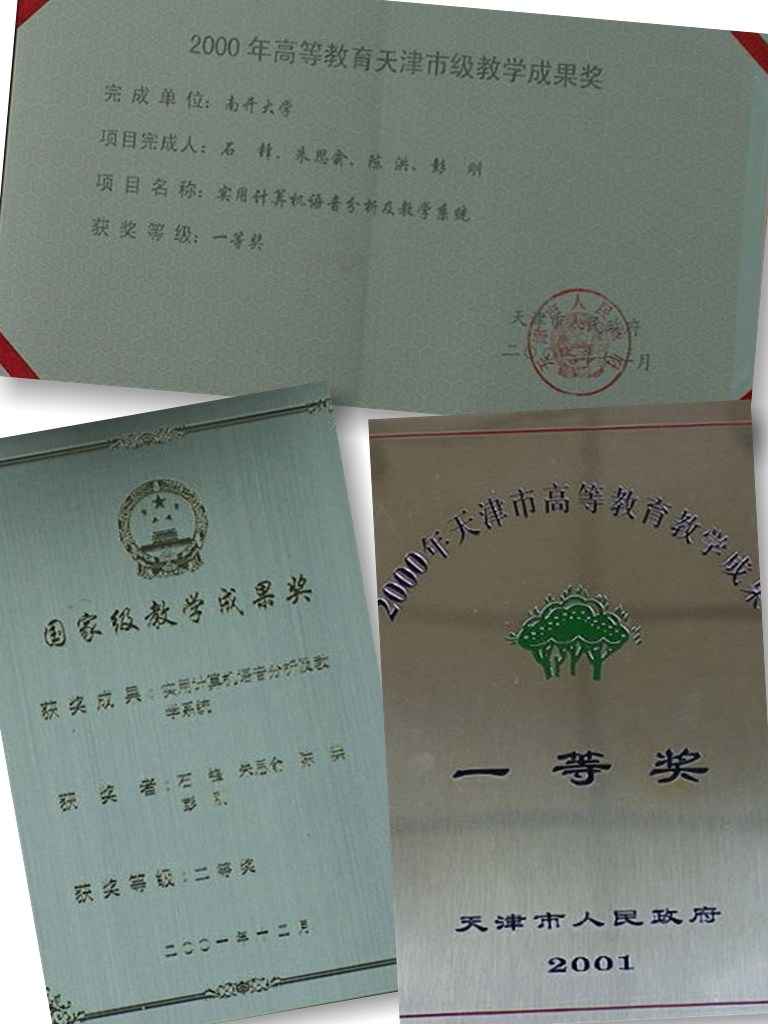 2000年高等教育天津市级教学成果奖
完成单位：南开大学
项目完成人：石 锋、朱思俞、陈 洪、彭 刚
项目名称：实用计算机语音分析及教学系统
获奖等级：一等奖
天津市人民政府
月
国家级教学成果奖
获奖成果：实用计算机语音分析及教
学系统
获奖者：石 锋 朱思俞 陈 洪
彭 刚
获奖等级：二等奖
二〇〇一年十二月
2000年天津市高等教育教学成果
一等奖
天津市人民政府
2001